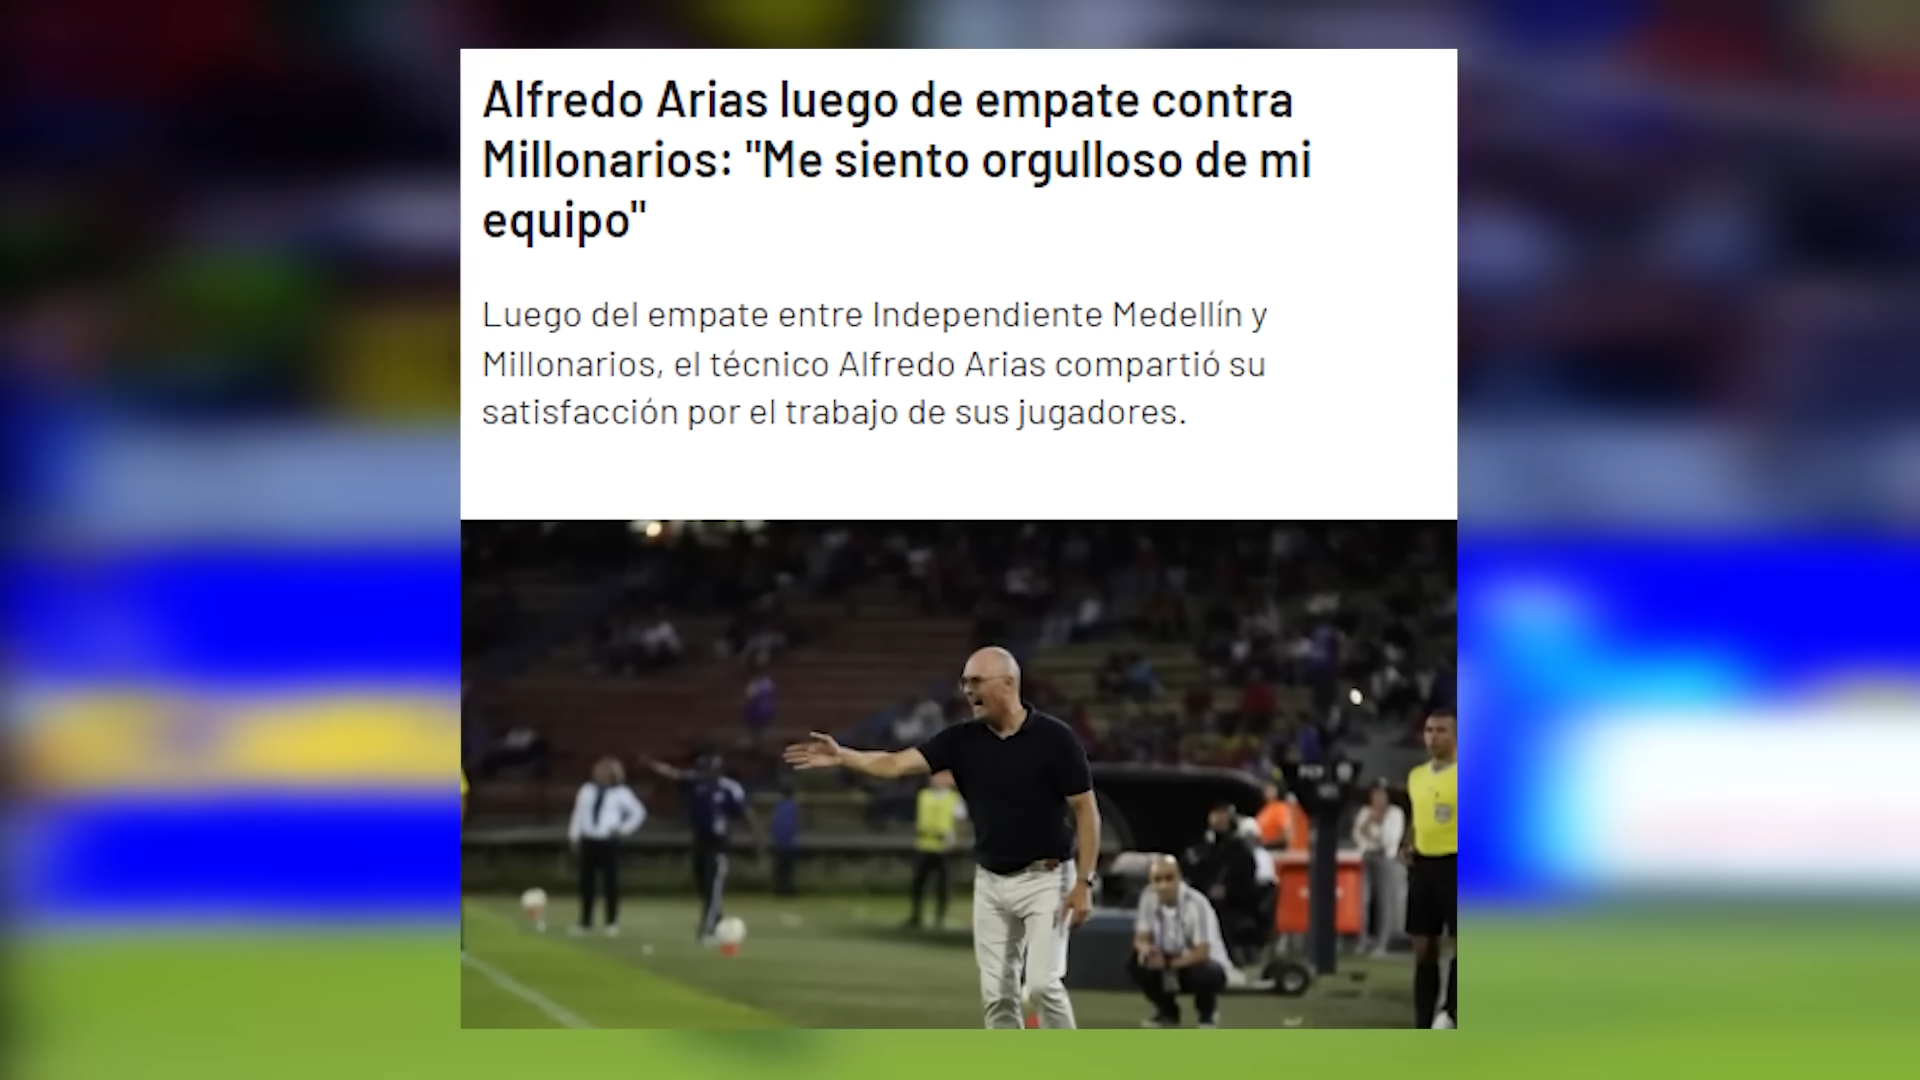 Alfredo Arias luego de empate contra
Millonarios: "Me siento orgulloso de mi
equipo"
Luego del empate entre Independiente Medellín y
Millonarios, el técnico Alfredo Arias compartió su
satisfacción por el trabajo de sus jugadores.